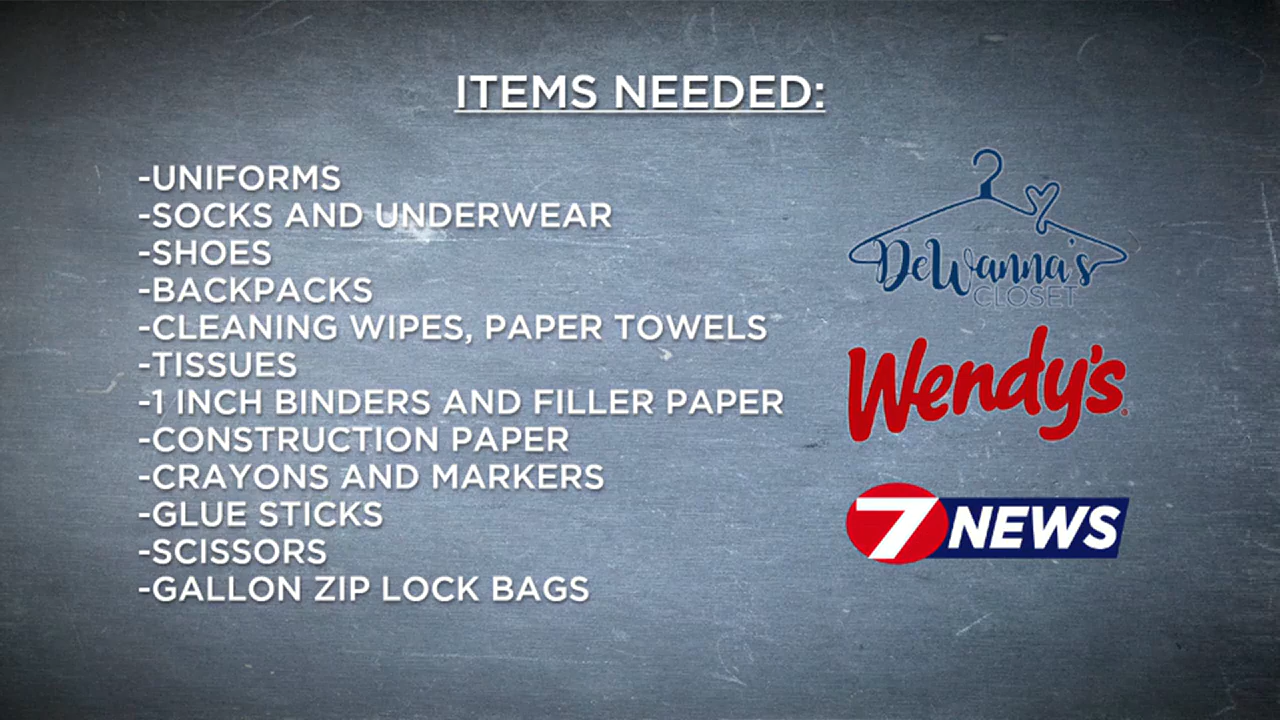 ITEMS NEEDED:
-UNIFORMS
-SOCKS AND UNDERWEAR
-SHOES
-BACKPACKS
-CLEANING WIPES, PAPER TOWELS
-TISSUES
-1 INCH BINDERS AND FILLER PAPER
-CONSTRUCTION PAPER
-CRAYONS AND MARKERS
-GLUE STICKS
-SCISSORS
-GALLON ZIP LOCK BAGS
DeWanna's
CLOSET
Wendy's®
7 NEWS